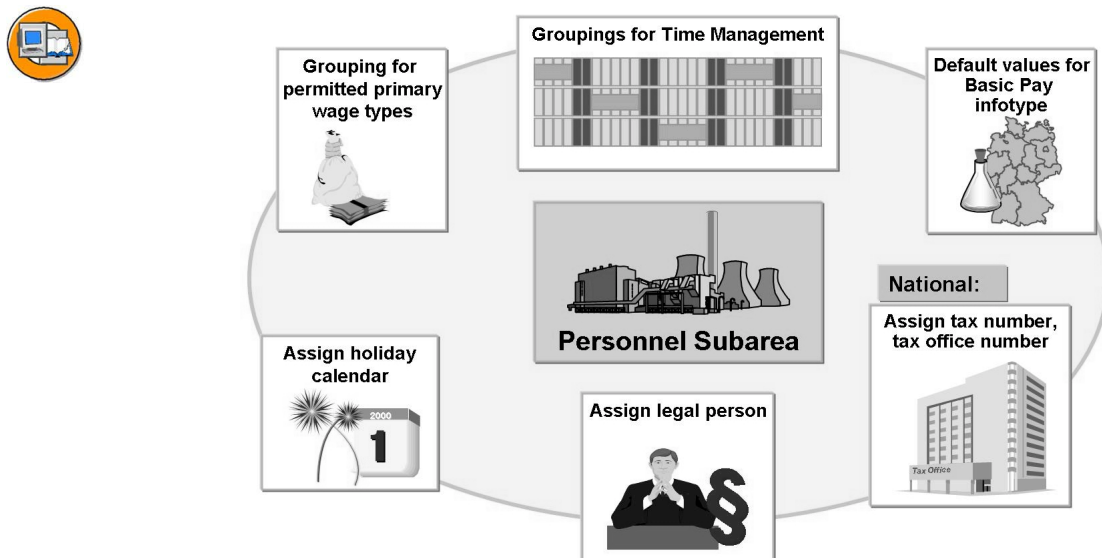 Groupings for Time Management
Grouping for
permitted primary
wage types
Default values for
Basic Pay
infotype
Personnel Subarea
National:
Assign tax number,
tax office number
Tax Office
Assign holiday
calendar
2000
1
Assign legal person
§